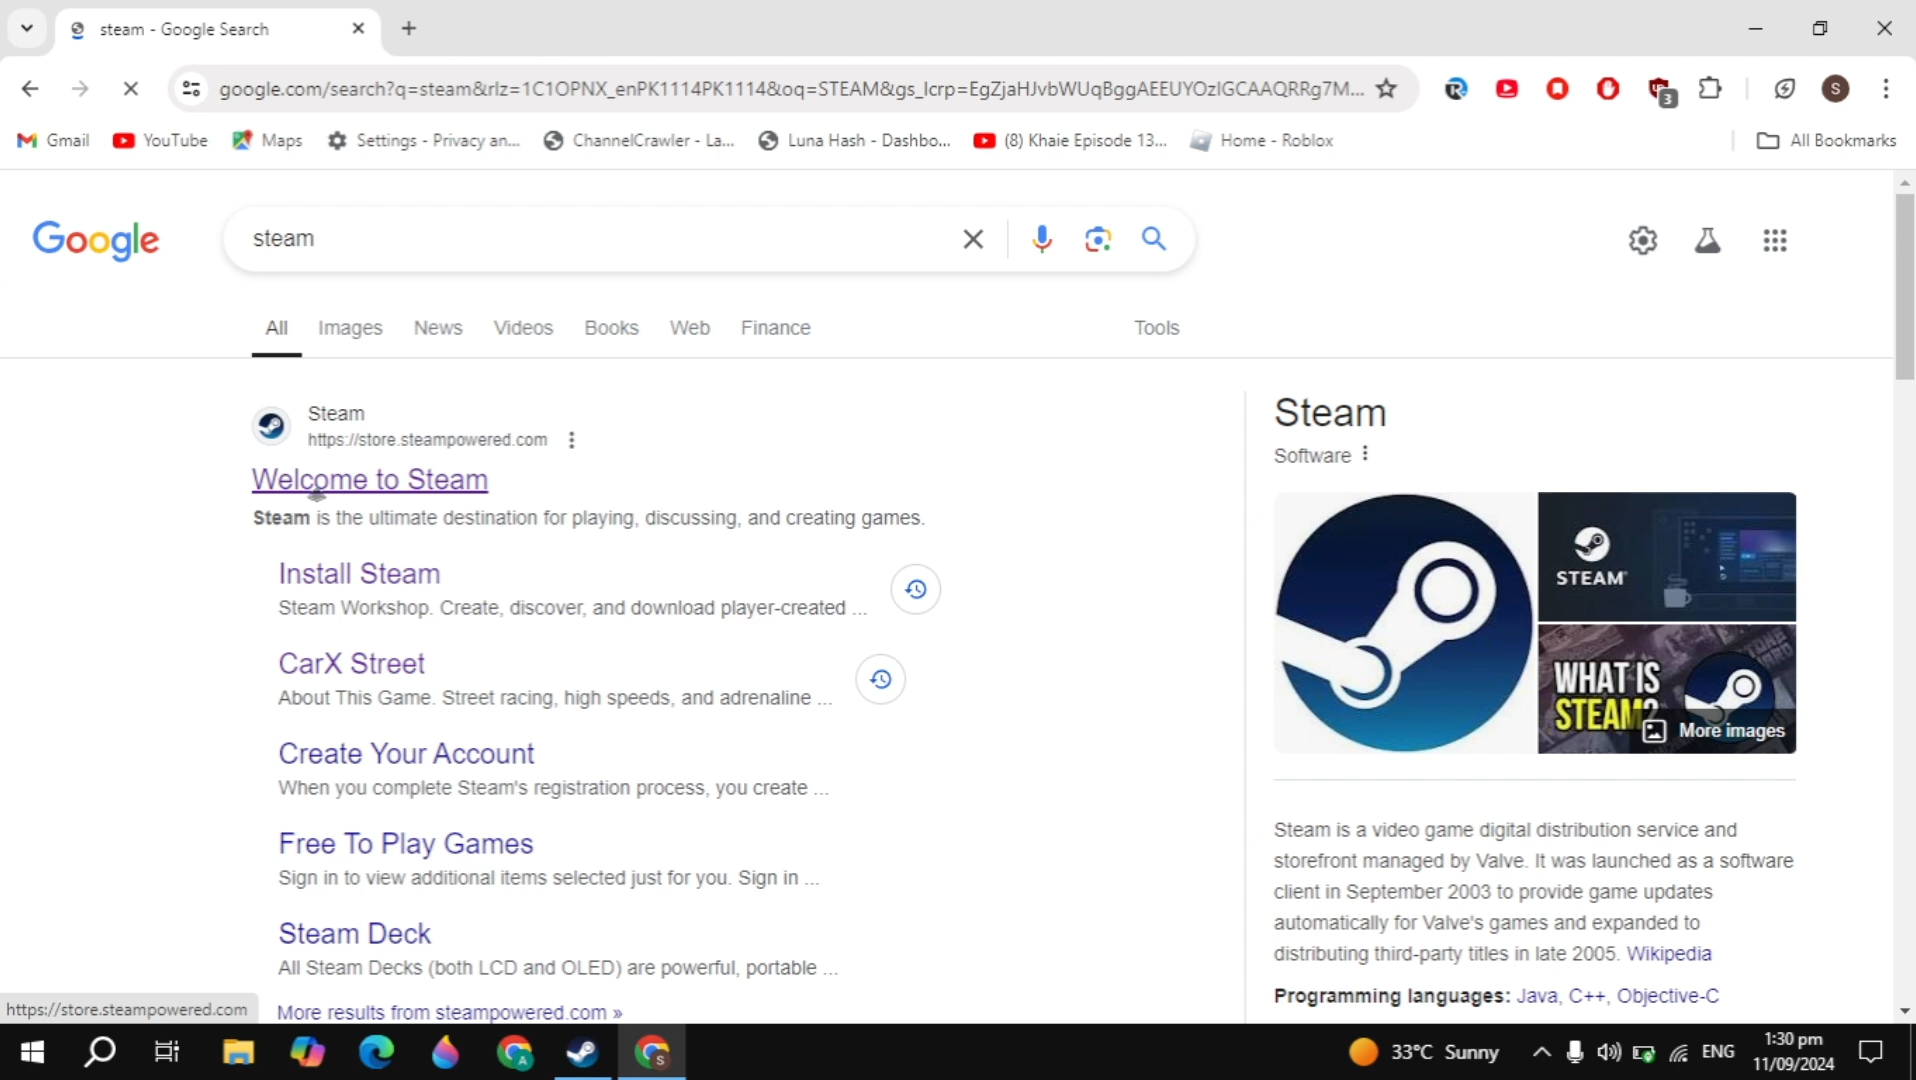 steam - Google Search
google.com/search?q=steam&rlz=1C1OPNX_enPK1114PK1114&oq=STEAM&gs_lcrp=EgZjaHJvbWUqBggAEEUYOzIGCAAQRRg7M...
3
S
Gmail
YouTube
Maps
Settings - Privacy an...
ChannelCrawler - La...
Luna Hash - Dashbo...
(8) Khaie Episode 13...
Home - Roblox
All Bookmarks
Google
steam
All
Images
News
Videos
Books
Web
Finance
Tools
Steam
https://store.steampowered.com
Welcome to Steam
Steam is the ultimate destination for playing, discussing, and creating games.
Install Steam
Steam Workshop. Create, discover, and download player-created ...
CarX Street
About This Game. Street racing, high speeds, and adrenaline ...
Create Your Account
When you complete Steam's registration process, you create ...
Free To Play Games
Sign in to view additional items selected just for you. Sign in ...
Steam Deck
All Steam Decks (both LCD and OLED) are powerful, portable ...
More results from steampowered.com »
Steam
Software
STEAM
WHAT IS
STEAM?
More images
Steam is a video game digital distribution service and
storefront managed by Valve. It was launched as a software
client in September 2003 to provide game updates
automatically for Valve's games and expanded to
distributing third-party titles in late 2005. Wikipedia
Programming languages: Java, C++, Objective-C
https://store.steampowered.com
A
S
33°C Sunny
ENG
1:30 pm
11/09/2024